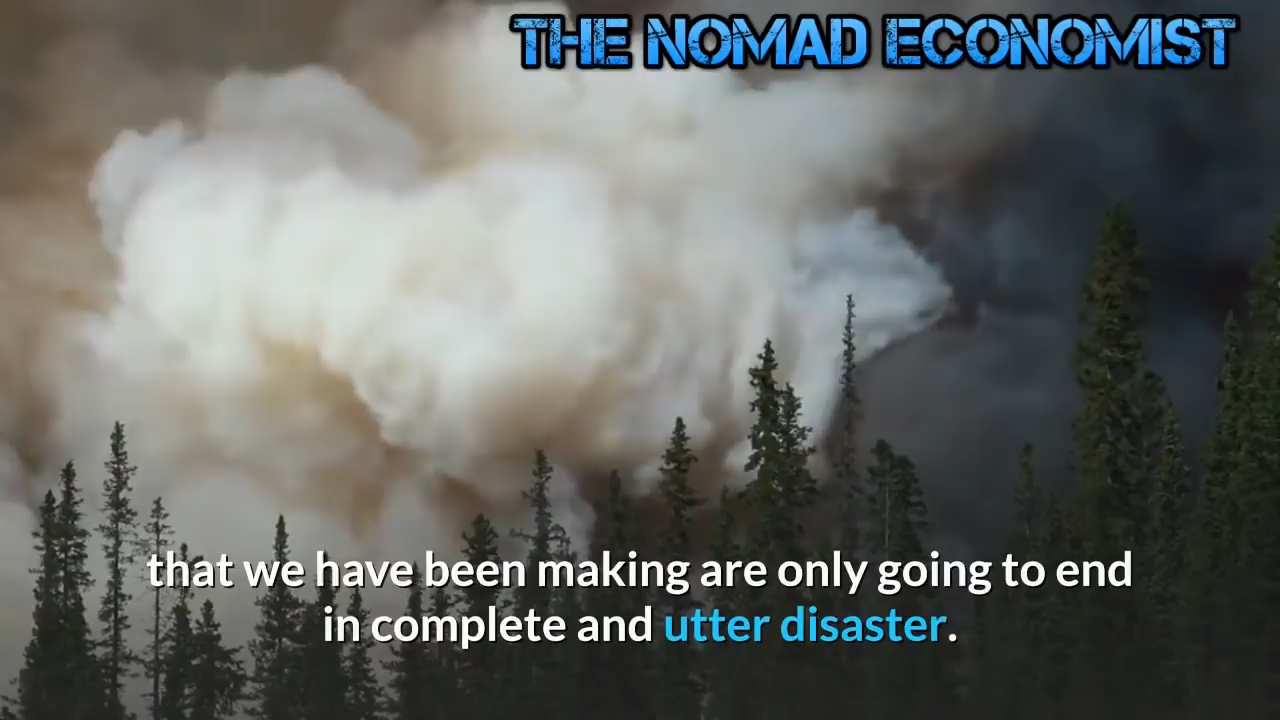 THE NOMAD ECONOMIST
that we have been making are only going to end
in complete and utter disaster.